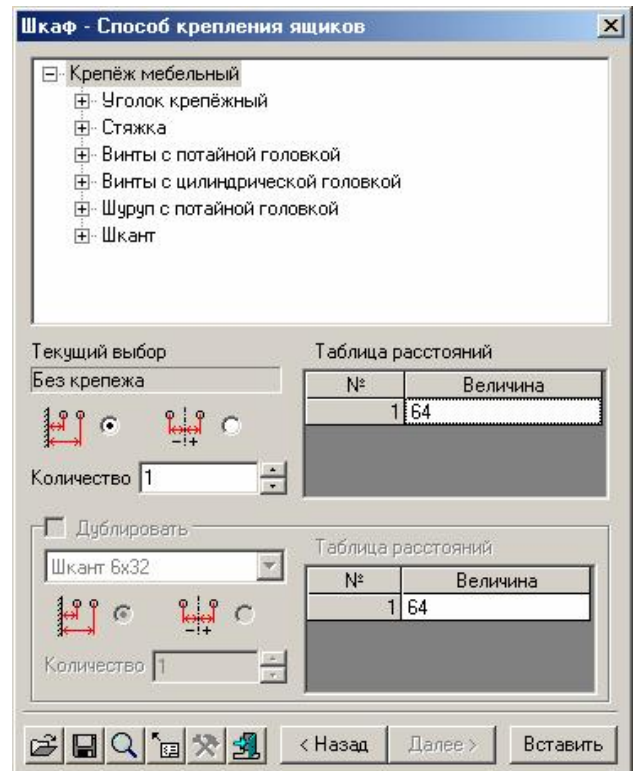 Шкаф - Способ крепления ящиков
Крепёж мебельный
Уголок крепёжный
Стяжка
Винты с потайной головкой
Винты с цилиндрической головкой
Шуруп с потайной головкой
Шкант
Текущий выбор
Без крепежа
Количество 1
Таблица расстояний
№ Величина
1 64
Дублировать
Шкант 6x32
Количество 1
Таблица расстояний
№ Величина
1 64
< Назад Далее > Вставить